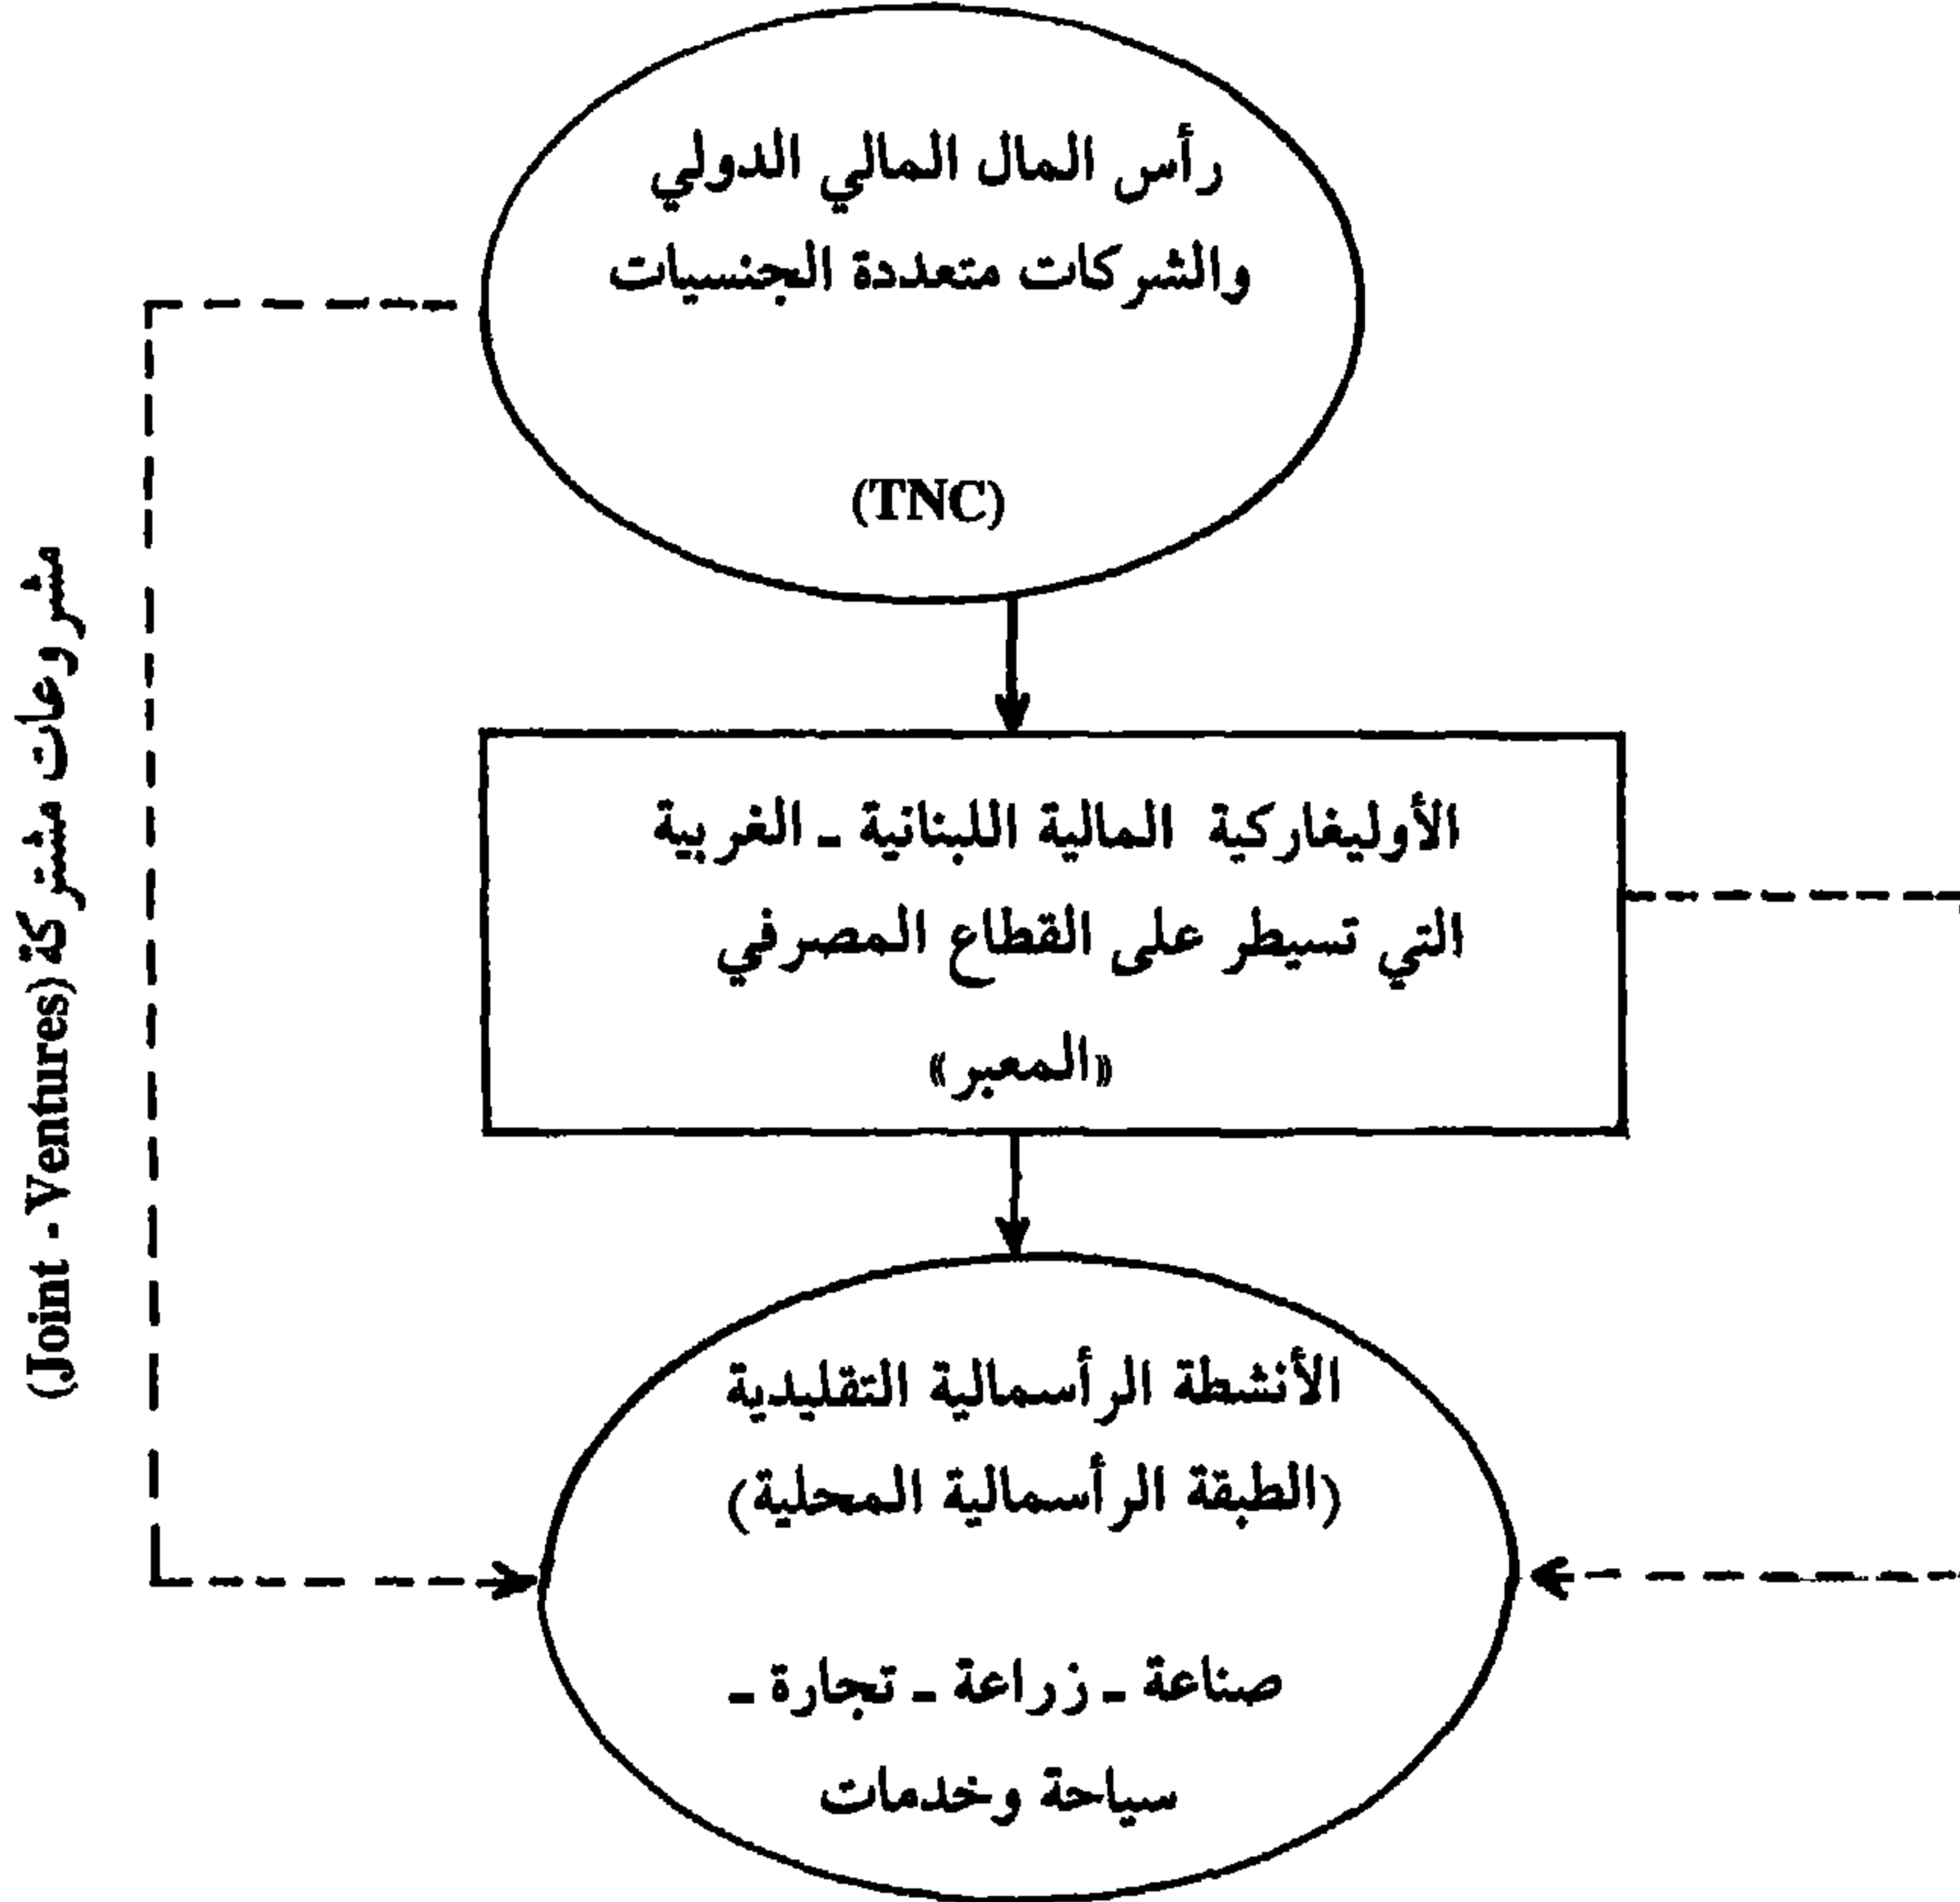 رأس المال المالي الدولي
والشركات متعددة الجنسيات
(TNC)
مشروعات مشتركة (Joint - Ventures)
الأوليغاركية المالية اللبنانية ـ الغربية
التي تسيطر على القطاع المصرفي
«المعبر»
الأنشطة الرأسمالية التقليدية
(الطبقة الرأسمالية المحلية)
صناعة ـ زراعة ـ تجارة ـ
سياحة وخدمات